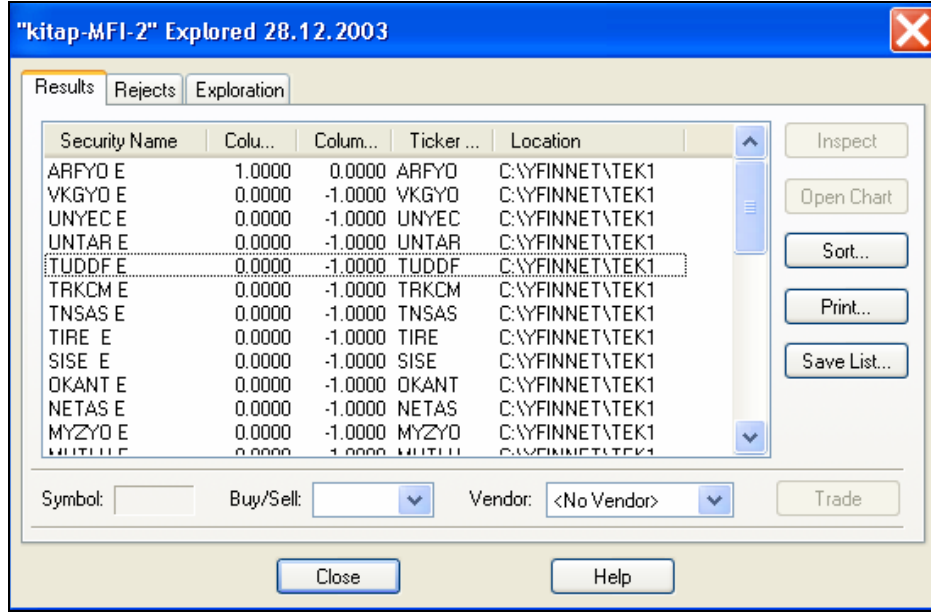 "kitap-MFI-2" Explored 28.12.2003
Results Rejects Exploration
Security Name Colu... Colum... Ticker ... Location
ARFYO E 1.0000 0.0000 ARFYO C:\YFINNET\TEK1
VKGYO E 0.0000 -1.0000 VKGYO C:\YFINNET\TEK1
UNYEC E 0.0000 -1.0000 UNYEC C:\YFINNET\TEK1
UNTAR E 0.0000 -1.0000 UNTAR C:\YFINNET\TEK1
TUDDF E 0.0000 -1.0000 TUDDF C:\YFINNET\TEK1
TRKCM E 0.0000 -1.0000 TRKCM C:\YFINNET\TEK1
TNSAS E 0.0000 -1.0000 TNSAS C:\YFINNET\TEK1
TIRE E 0.0000 -1.0000 TIRE C:\YFINNET\TEK1
SISE E 0.0000 -1.0000 SISE C:\YFINNET\TEK1
OKANT E 0.0000 -1.0000 OKANT C:\YFINNET\TEK1
NETAS E 0.0000 -1.0000 NETAS C:\YFINNET\TEK1
MYZYO E 0.0000 -1.0000 MYZYO C:\YFINNET\TEK1
Inspect
Open Chart
Sort...
Print...
Save List...
Symbol: Buy/Sell: Vendor: <No Vendor> Trade
Close Help